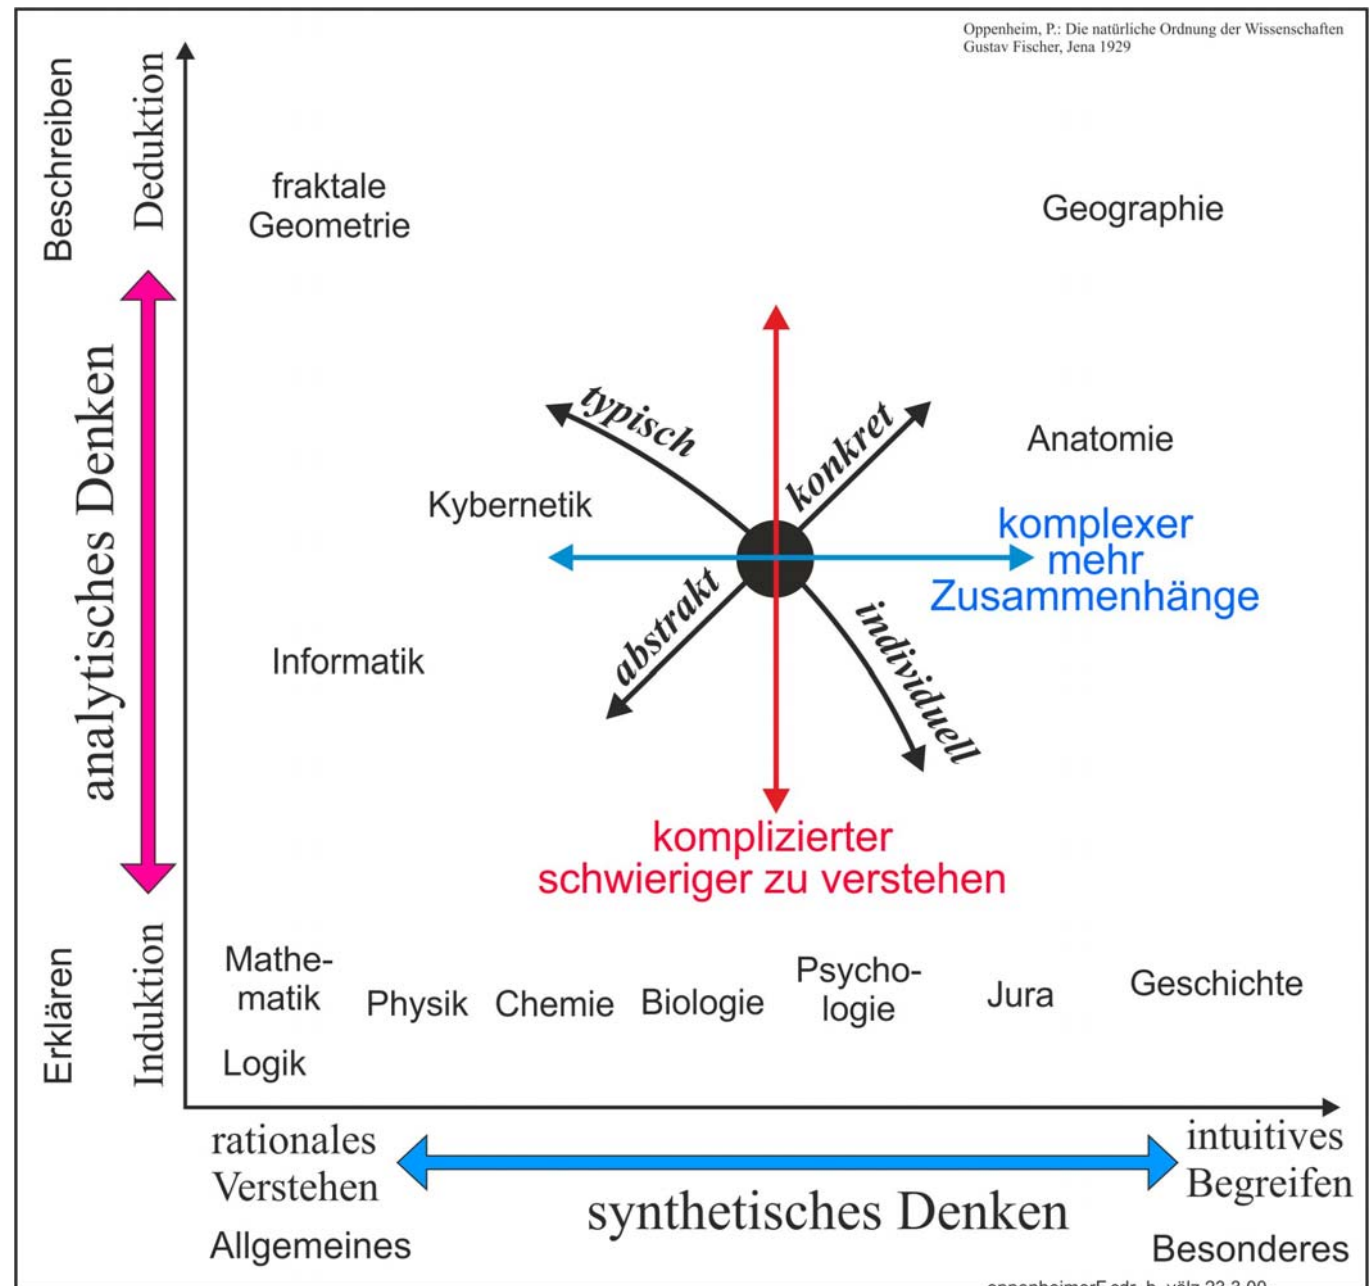 Oppenheim, P.: Die natürliche Ordnung der Wissenschaften
Gustav Fischer, Jena 1929
Beschreiben
Deduktion
analytisches Denken
Erklären
Induktion
fraktale
Geometrie
Geographie
typisch
konkret
Anatomie
Kybernetik
komplexer
mehr
Zusammenhänge
abstrakt
individuell
Informatik
komplizierter
schwieriger zu verstehen
Mathe-
matik
Physik
Chemie
Biologie
Psycho-
logie
Jura
Geschichte
Logik
rationales
Verstehen
intuitives
Begreifen
synthetisches Denken
Allgemeines
Besonderes